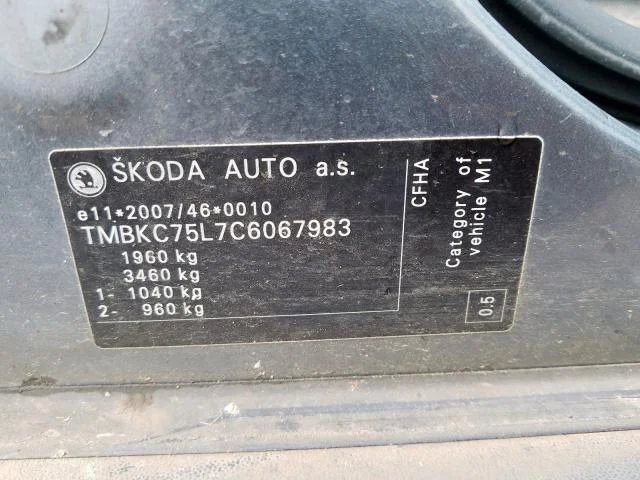 ŠKODA AUTO a.s.
e11*2007/46*0010
TMBKC75L7C6067983
1960 kg
3460 kg
1- 1040 kg
2- 960 kg
CFHA
Category of
vehicle M1
0.5